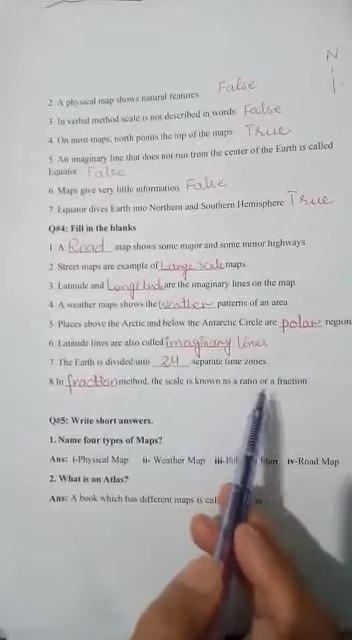 N
2 A physical map shows natural features. False
3 In verbal method scale is not described in words. False
4 On most maps, north points the top of the maps. True
5 An imaginary line that does not run from the center of the Earth is called
Equator False
6. Maps give very little information. False
7 Equator dives Earth into Northern and Southern Hemisphere True
Q#4: Fill in the blanks
1 A Road map shows some major and some minor highways
2 Street maps are example of Large scale maps.
3 Latitude and Longitude are the imaginary lines on the map.
4 A weather maps shows the weather patterns of an area
5 Places above the Arctic and below the Antarctic Circle are polar region
6. Latitude lines are also called imaginary lines
7 The Earth is divided into 24 separate time zones.
8 In fraction method, the scale is known as a ratio or a fraction.
Q#5: Write short answers.
1. Name four types of Maps?
Ans: i-Physical Map ii- Weather Map iii- Map iv-Road Map
2. What is an Atlas?
Ans: A book which has different maps is